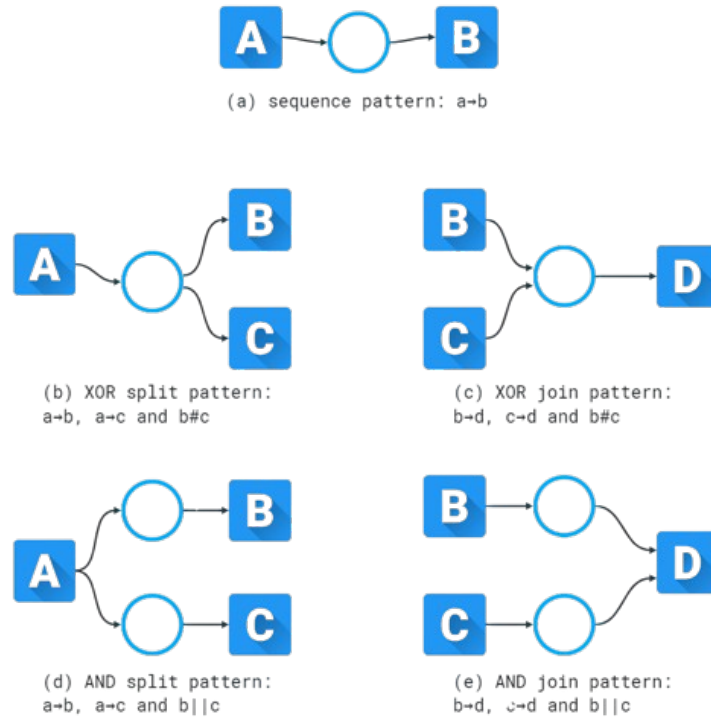 A B
(a) sequence pattern: a→b
B B
A D
C C
(b) XOR split pattern:
a→b, a→c and b#c
(c) XOR join pattern:
b→d, c→d and b#c
B B
A D
C C
(d) AND split pattern:
a→b, a→c and b||c
(e) AND join pattern:
b→d, c→d and b||c